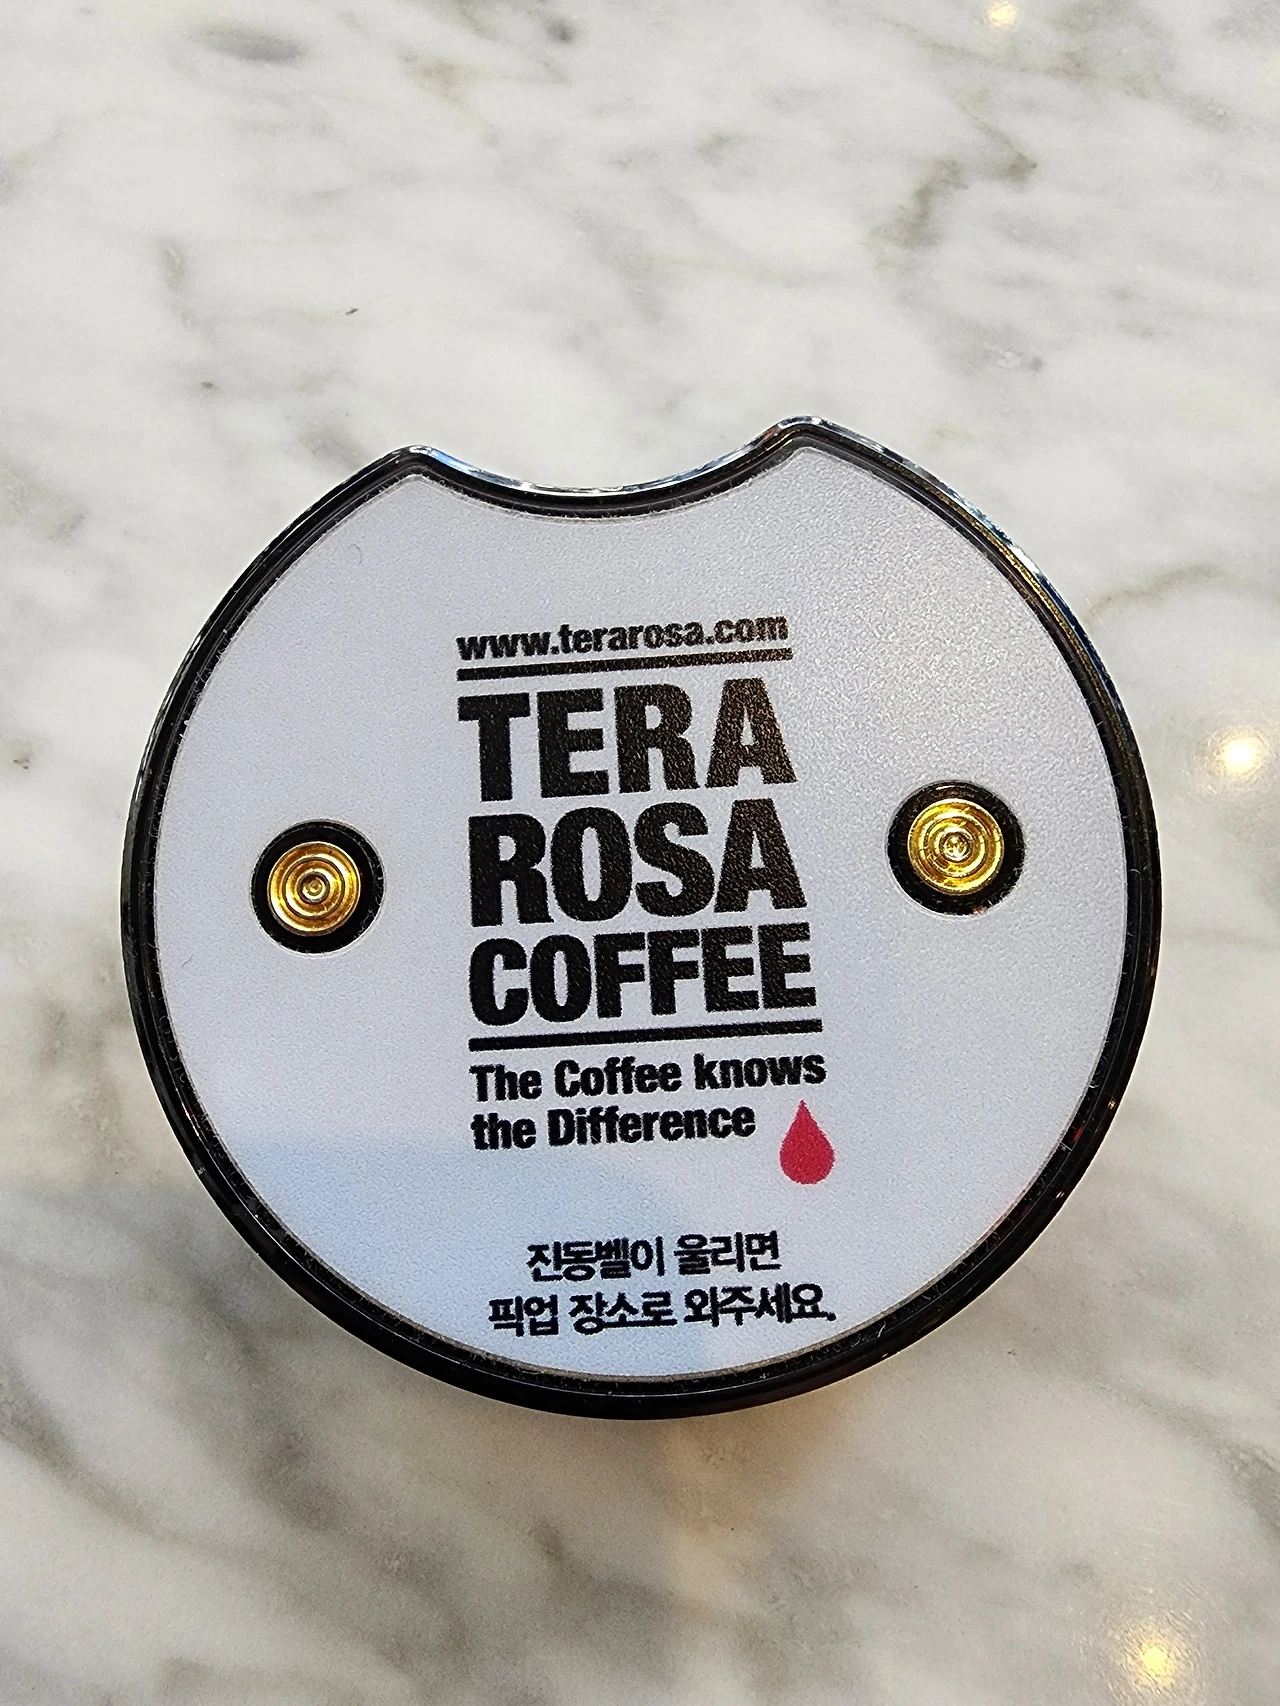 www.terarosa.com
TERA
ROSA
COFFEE
The Coffee knows
the Difference
진동벨이 울리면
픽업 장소로 와주세요.